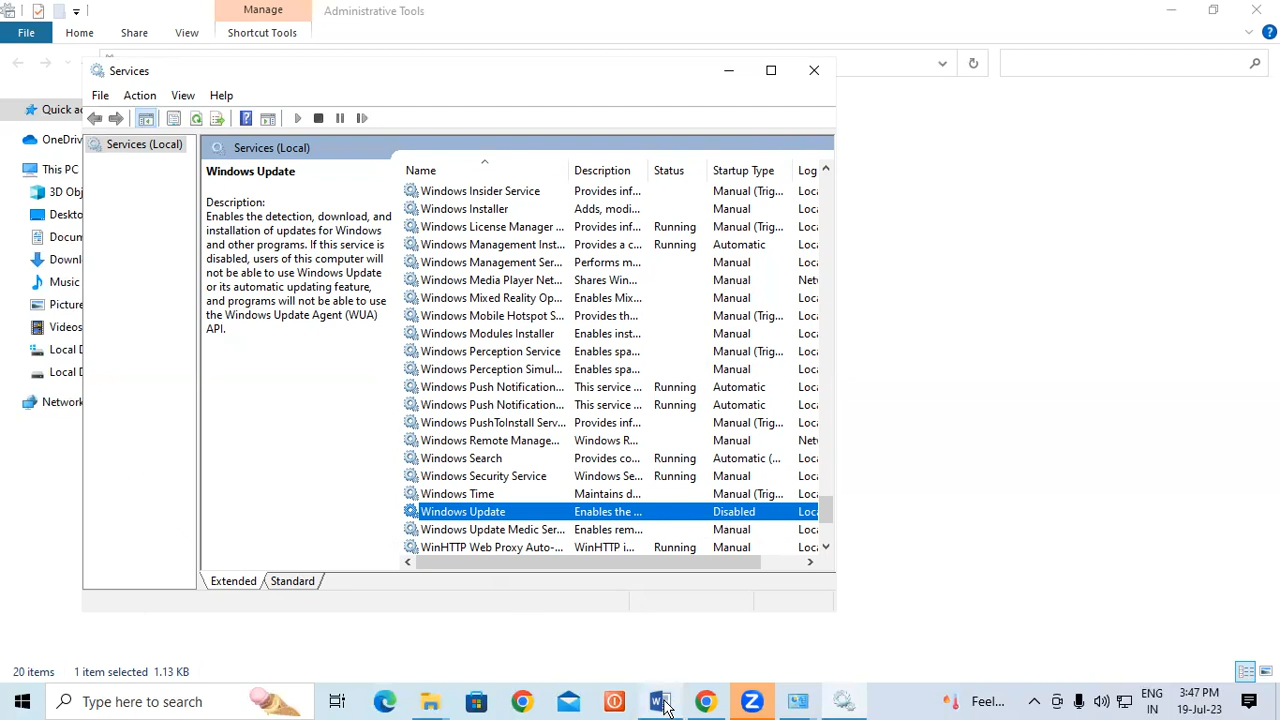 Manage
Administrative Tools
File Home Share View Shortcut Tools
Services
File Action View Help
Services (Local)
Services (Local)
Windows Update
Description:
Enables the detection, download, and
installation of updates for Windows
and other programs. If this service is
disabled, users of this computer will
not be able to use Windows Update
or its automatic updating feature,
and programs will not be able to use
the Windows Update Agent (WUA)
API.
Name Description Status Startup Type Log
Windows Insider Service Provides inf... Manual (Trig... Loca
Windows Installer Adds, modi... Manual Loca
Windows License Manager ... Provides inf... Running Manual (Trig... Loca
Windows Management Inst... Provides a c... Running Automatic Loca
Windows Management Ser... Performs m... Manual Loca
Windows Media Player Net... Shares Win... Manual Net
Windows Mixed Reality Op... Enables Mix... Manual Loca
Windows Mobile Hotspot S... Provides th... Manual (Trig... Loca
Windows Modules Installer Enables inst... Manual Loca
Windows Perception Service Enables spa... Manual (Trig... Loca
Windows Perception Simul... Enables spa... Manual Loca
Windows Push Notification... This service ... Running Automatic Loca
Windows Push Notification... This service ... Running Automatic Loca
Windows PushToInstall Serv... Provides inf... Manual (Trig... Loca
Windows Remote Manage... Windows R... Manual Net
Windows Search Provides co... Running Automatic (... Loca
Windows Security Service Windows Se... Running Manual Loca
Windows Time Maintains d... Manual (Trig... Loca
Windows Update Enables the ... Disabled Loca
Windows Update Medic Ser... Enables rem... Manual Loca
WinHTTP Web Proxy Auto-... WinHTTP i... Running Manual Loca
Extended Standard
Quick ac
OneDriv
This PC
3D Obj
Deskto
Docum
Downl
Music
Picture
Videos
Local D
Local D
Network
20 items 1 item selected 1.13 KB
Type here to search
Feel...
ENG
IN
3:47 PM
19-Jul-23